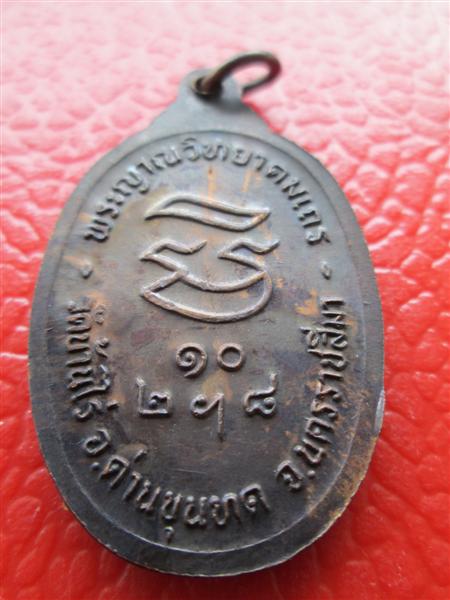 พระญาณวิทยาคมเถร
๑๐
๒ ฯ ๘
วัดบ้านไร่ อ.ด่านขุนทด จ.นครราชสีมา